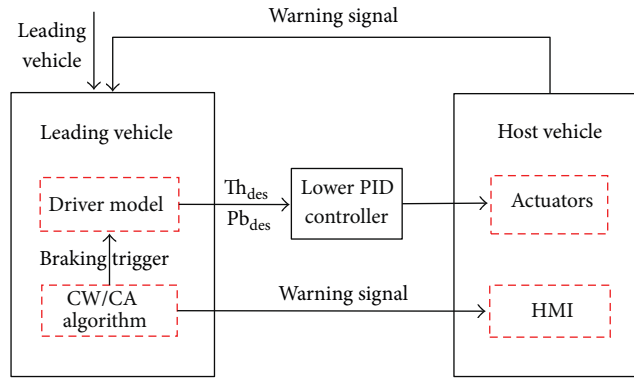 Leading
vehicle
Warning signal
Leading vehicle
Host vehicle
Driver model
Th_des
Pb_des
Lower PID
controller
Actuators
Braking trigger
CW/CA
algorithm
Warning signal
HMI